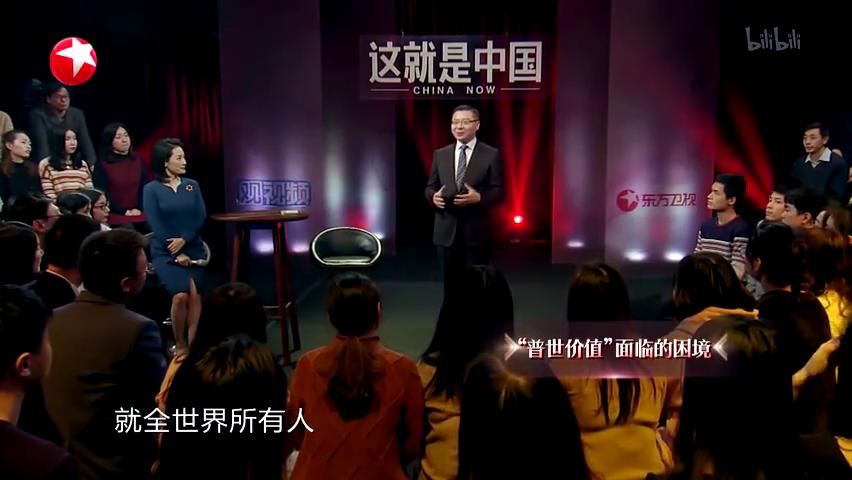 bilibili
这就是中国
CHINA NOW
观视频
东方卫视
“普世价值”面临的困境
就全世界所有人